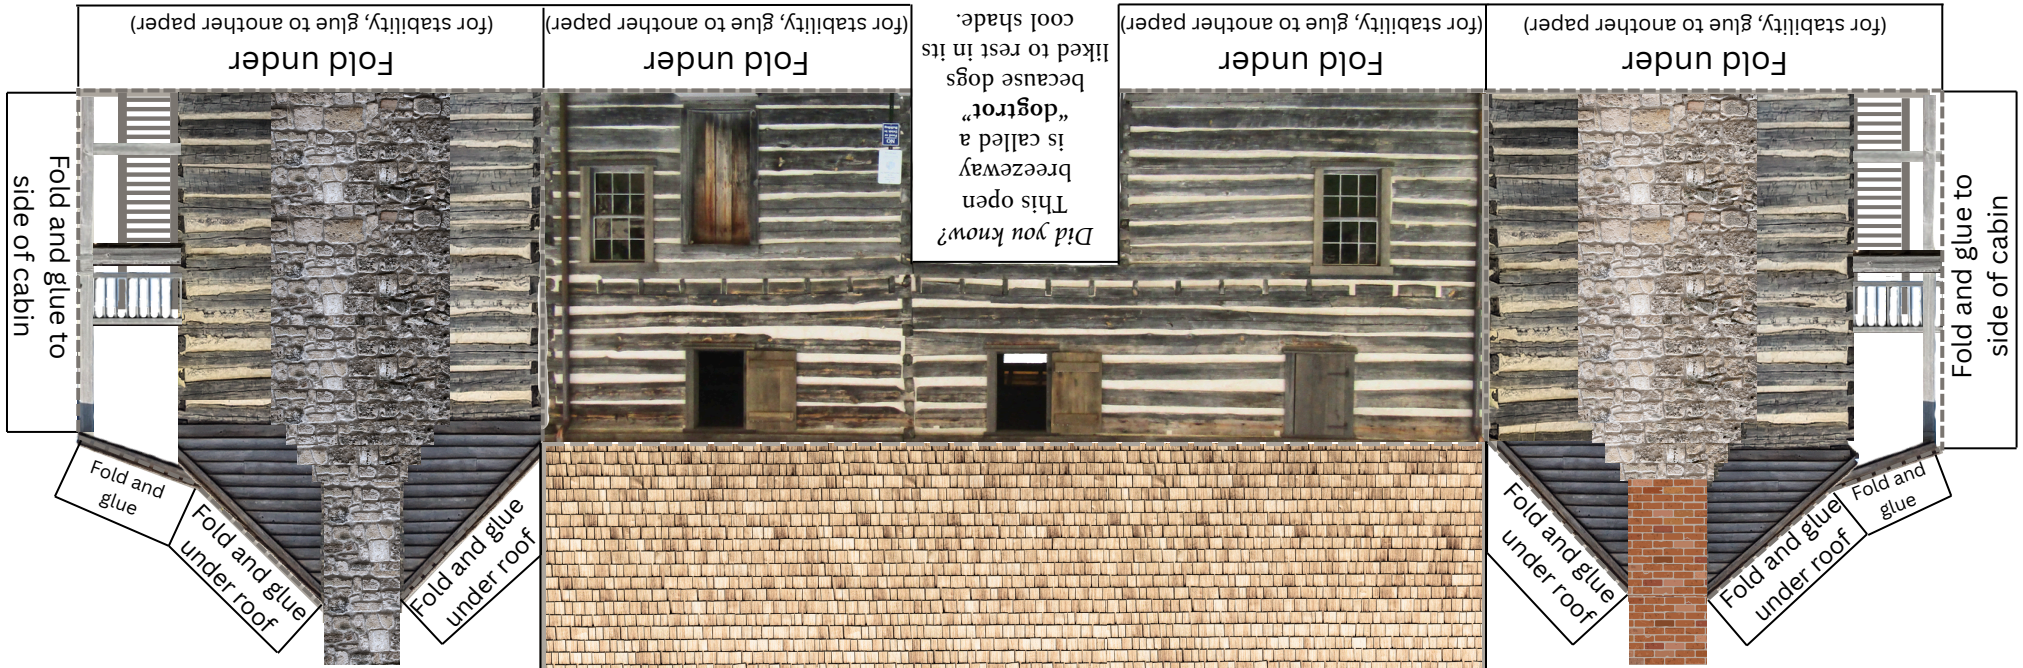 (for stability, glue to another
paper)
Fold under
(for stability, glue to another
paper)
Fold under
Did you know?
This open
breezeway
is called a
"dogtrot"
because dogs
liked to rest in its
cool shade.
(for stability, glue to another
paper)
Fold under
(for stability, glue to another
paper)
Fold under
Fold and glue to
side of cabin
Fold and glue to
side of cabin
Fold and
glue
Fold and glue
under roof
Fold and glue
under roof
Fold and glue
under roof
Fold and glue
under roof
Fold and
glue